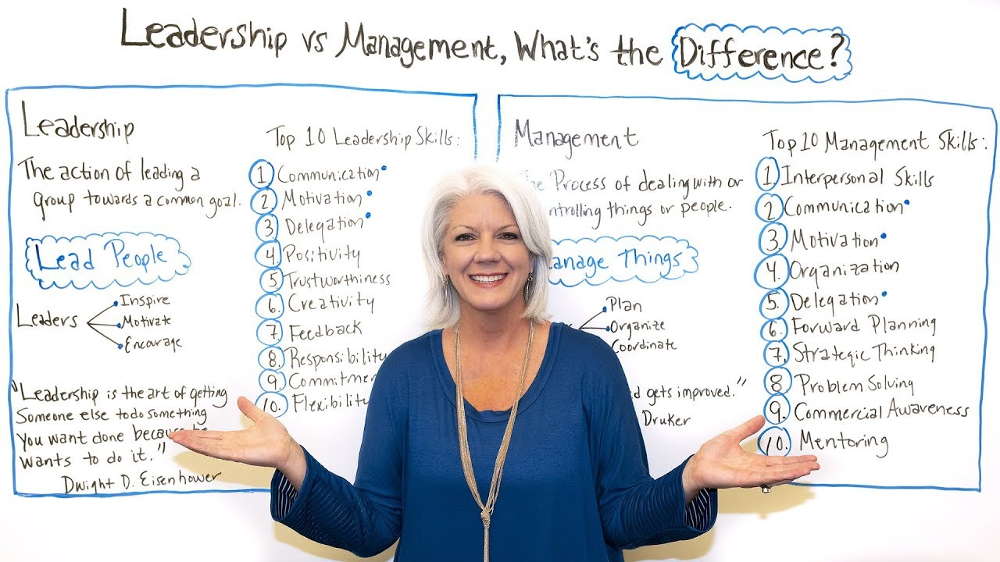 Leadership vs Management, What's the Difference?
Leadership
The action of leading a
group towards a common goal.
Lead People
Leaders
Inspire
Motivate
Encourage
"Leadership is the art of getting
Someone else to do something
You want done because he
wants to do it."
Dwight D. Eisenhower
Top 10 Leadership Skills:
1 Communication
2 Motivation
3. Delegation
4 Positivity
5 Trustworthiness
6. Creativity
7. Feedback
8. Responsibility
9. Commitmen
10. Flexibility
Management
Process of dealing with or
things or people.
Things
Plan
Organize
Coordinate
gets improved."
Druker
Top 10 Management Skills:
1 Interpersonal Skills
2 Communication
3. Motivation
4. Organization
5. Delegation
6. Forward Planning
7. Strategic Thinking
8 Problem Solving
9. Commercial Awareness
10. Mentoring